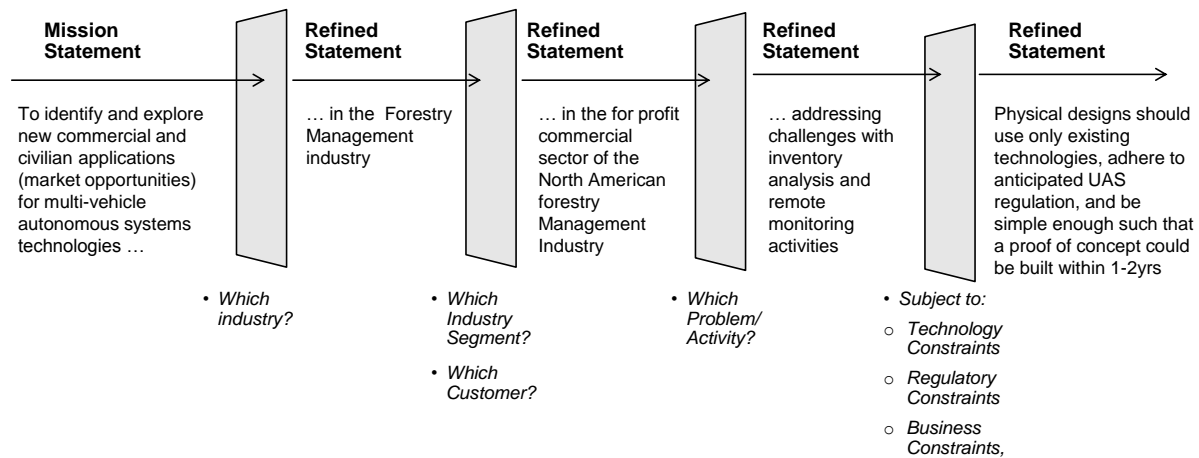 Mission
Statement
Refined
Statement
Refined
Statement
Refined
Statement
Refined
Statement
To identify and explore
new commercial and
civilian applications
(market opportunities)
for multi-vehicle
autonomous systems
technologies …
… in the  Forestry
Management
industry
… in the for profit
commercial
sector of the
North American
forestry
Management
Industry
… addressing
challenges with
inventory
analysis and
remote
monitoring
activities
Physical designs should
use only existing
technologies, adhere to
anticipated UAS
regulation, and be
simple enough such that
a proof of concept could
be built within 1-2yrs
• Which
industry?
• Which
Industry
Segment?
• Which
Customer?
• Which
Problem/
Activity?
• Subject to:
○ Technology
Constraints
○ Regulatory
Constraints
○ Business
Constraints,